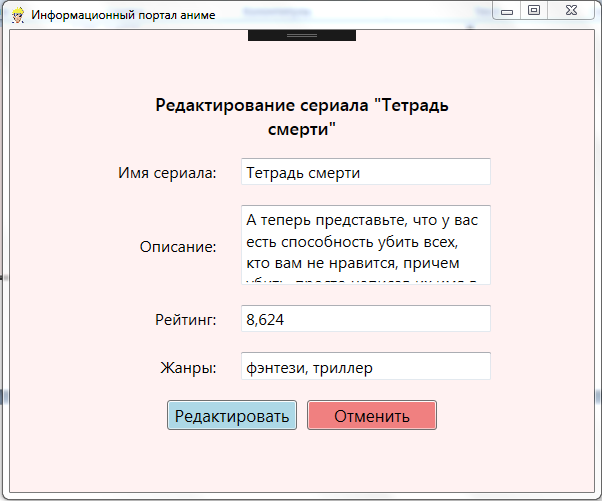 Информационный портал аниме
Редактирование сериала "Тетрадь
смерти"
Имя сериала: Тетрадь смерти
Описание: А теперь представьте, что у вас
есть способность убить всех,
кто вам не нравится, причем
Рейтинг: 8,624
Жанры: фэнтези, триллер
Редактировать Отменить